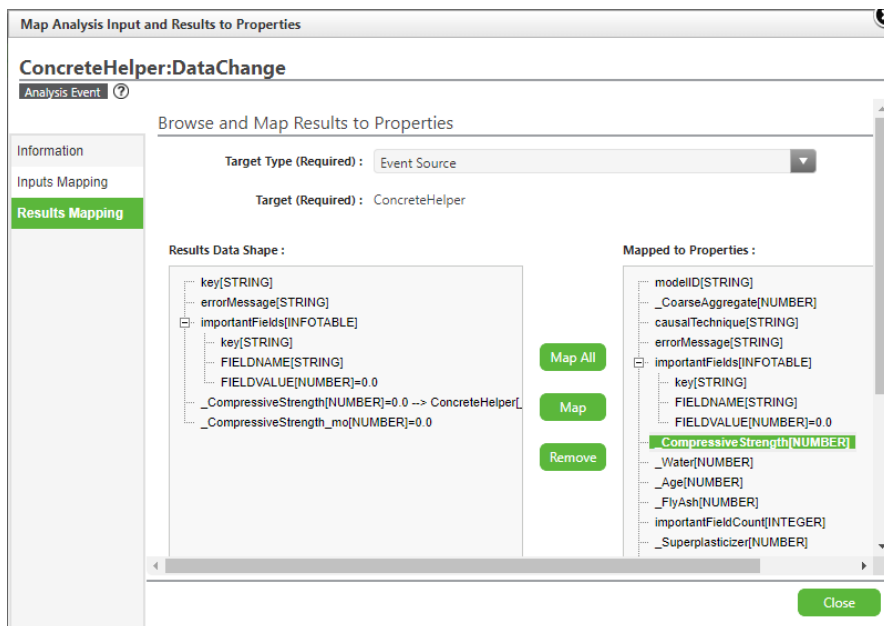 Map Analysis Input and Results to Properties
ConcreteHelper:DataChange
Analysis Event ?
Browse and Map Results to Properties
Information
Inputs Mapping
Results Mapping
Target Type (Required) : Event Source
Target (Required) : ConcreteHelper
Results Data Shape :
key[STRING]
errorMessage[STRING]
importantFields[INFOTABLE]
key[STRING]
FIELDNAME[STRING]
FIELDVALUE[NUMBER]=0.0
_CompressiveStrength[NUMBER]=0.0 --> ConcreteHelper[_
_CompressiveStrength_mo[NUMBER]=0.0
Map All
Map
Remove
Mapped to Properties :
modelID[STRING]
_CoarseAggregate[NUMBER]
causalTechnique[STRING]
errorMessage[STRING]
importantFields[INFOTABLE]
key[STRING]
FIELDNAME[STRING]
FIELDVALUE[NUMBER]=0.0
_CompressiveStrength[NUMBER]
_Water[NUMBER]
_Age[NUMBER]
_FlyAsh[NUMBER]
importantFieldCount[INTEGER]
_Superplasticizer[NUMBER]
Close